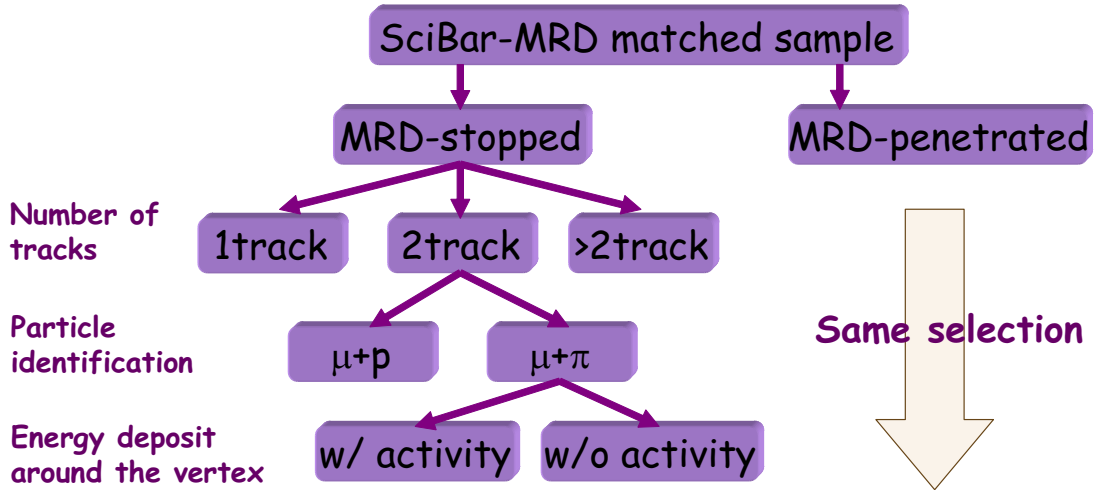 SciBar-MRD matched sample
MRD-stopped
MRD-penetrated
Number of
tracks
1track
2track
>2track
Particle
identification
μ+p
μ+π
Same selection
Energy deposit
around the vertex
w/ activity
w/o activity